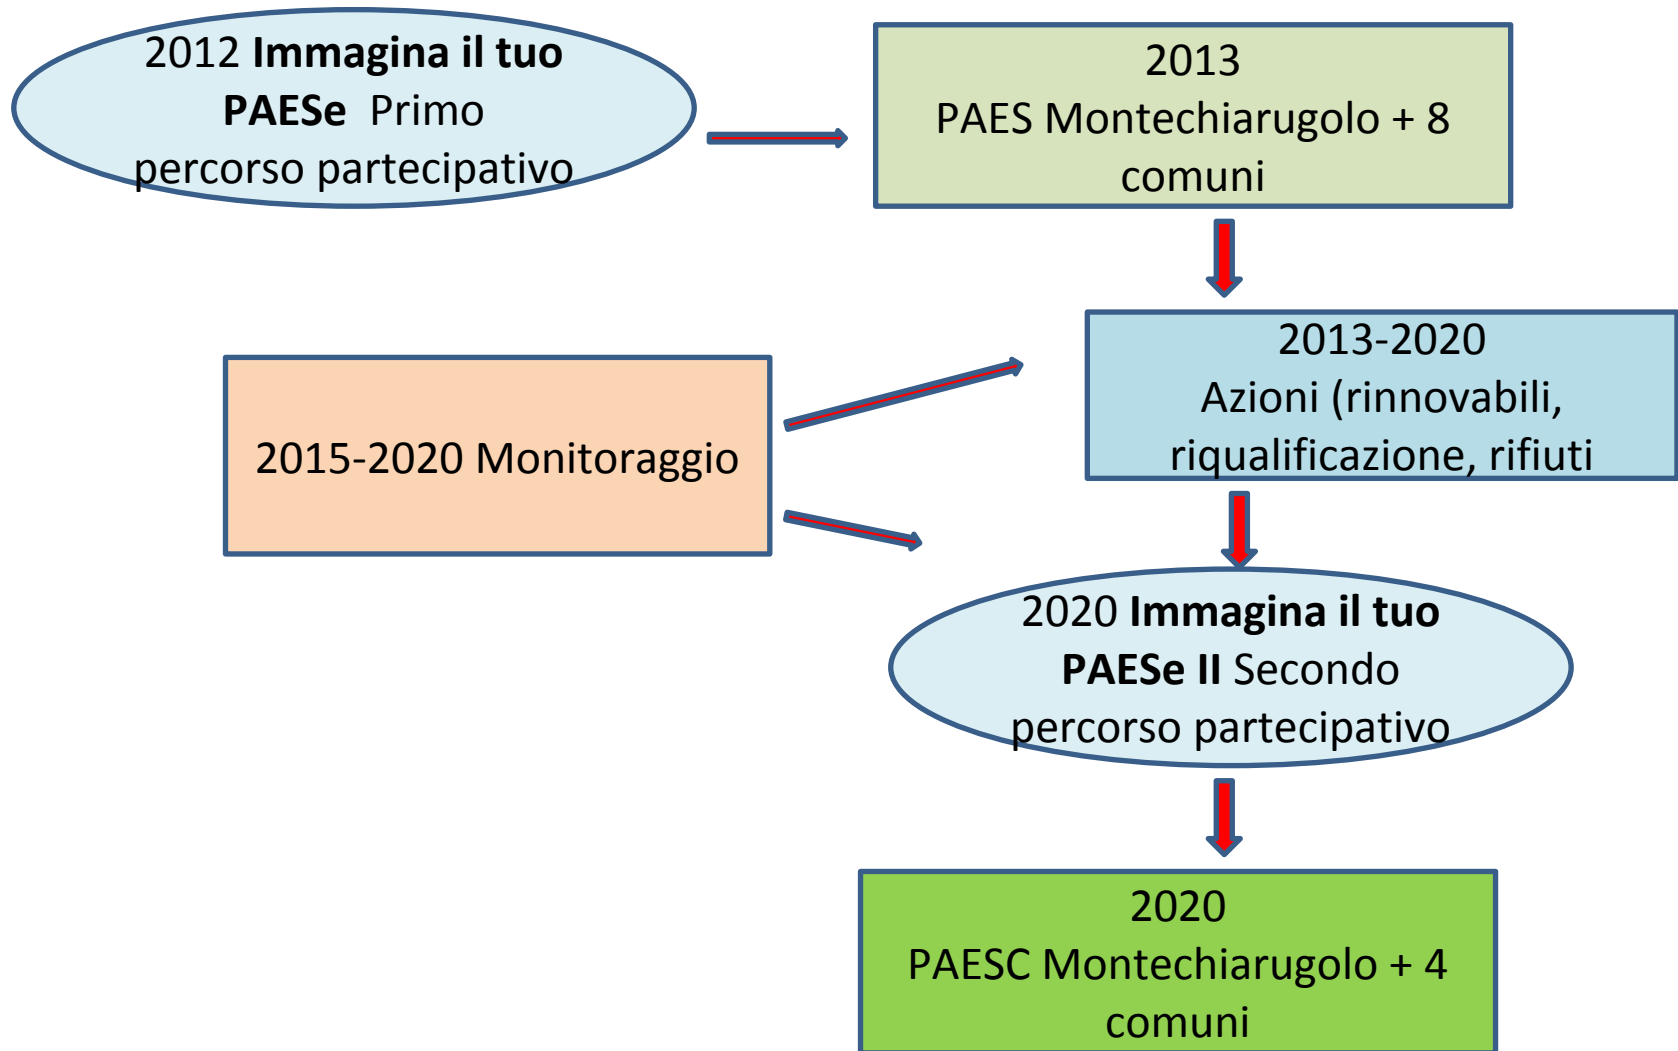 2012 Immagina il tuo
PAESe Primo
percorso partecipativo
2013
PAES Montechiarugolo + 8
comuni
2013-2020
Azioni (rinnovabili,
riqualificazione, rifiuti
2015-2020 Monitoraggio
2020 Immagina il tuo
PAESe II Secondo
percorso partecipativo
2020
PAESC Montechiarugolo + 4
comuni